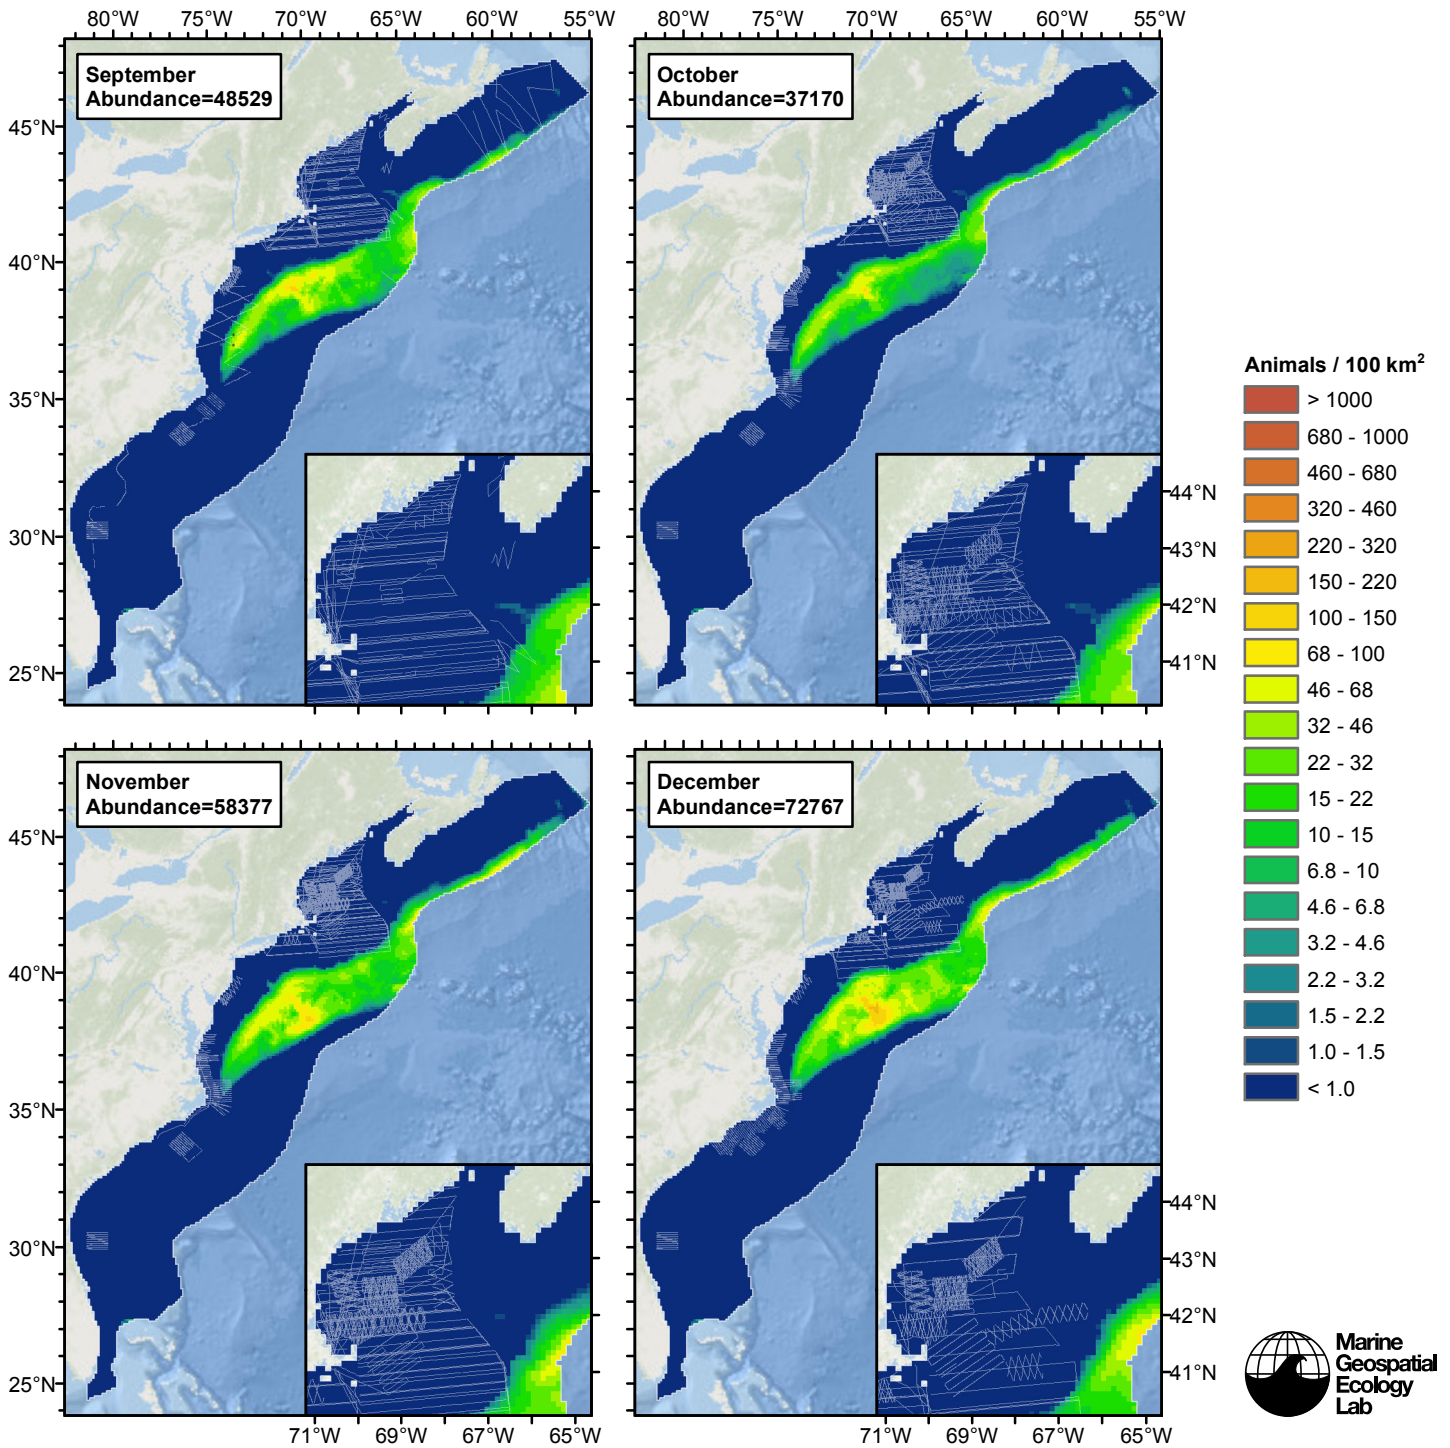 80°W 75°W 70°W 65°W 60°W 55°W
80°W 75°W 70°W 65°W 60°W 55°W
September
Abundance=48529
October
Abundance=37170
45°N
40°N
35°N
30°N
25°N
44°N
43°N
42°N
41°N
November
Abundance=58377
December
Abundance=72767
45°N
40°N
35°N
30°N
25°N
44°N
43°N
42°N
41°N
71°W 69°W 67°W 65°W
71°W 69°W 67°W 65°W
Animals / 100 km²
> 1000
680 - 1000
460 - 680
320 - 460
220 - 320
150 - 220
100 - 150
68 - 100
46 - 68
32 - 46
22 - 32
15 - 22
10 - 15
6.8 - 10
4.6 - 6.8
3.2 - 4.6
2.2 - 3.2
1.5 - 2.2
1.0 - 1.5
< 1.0
Marine
Geospatial
Ecology
Lab